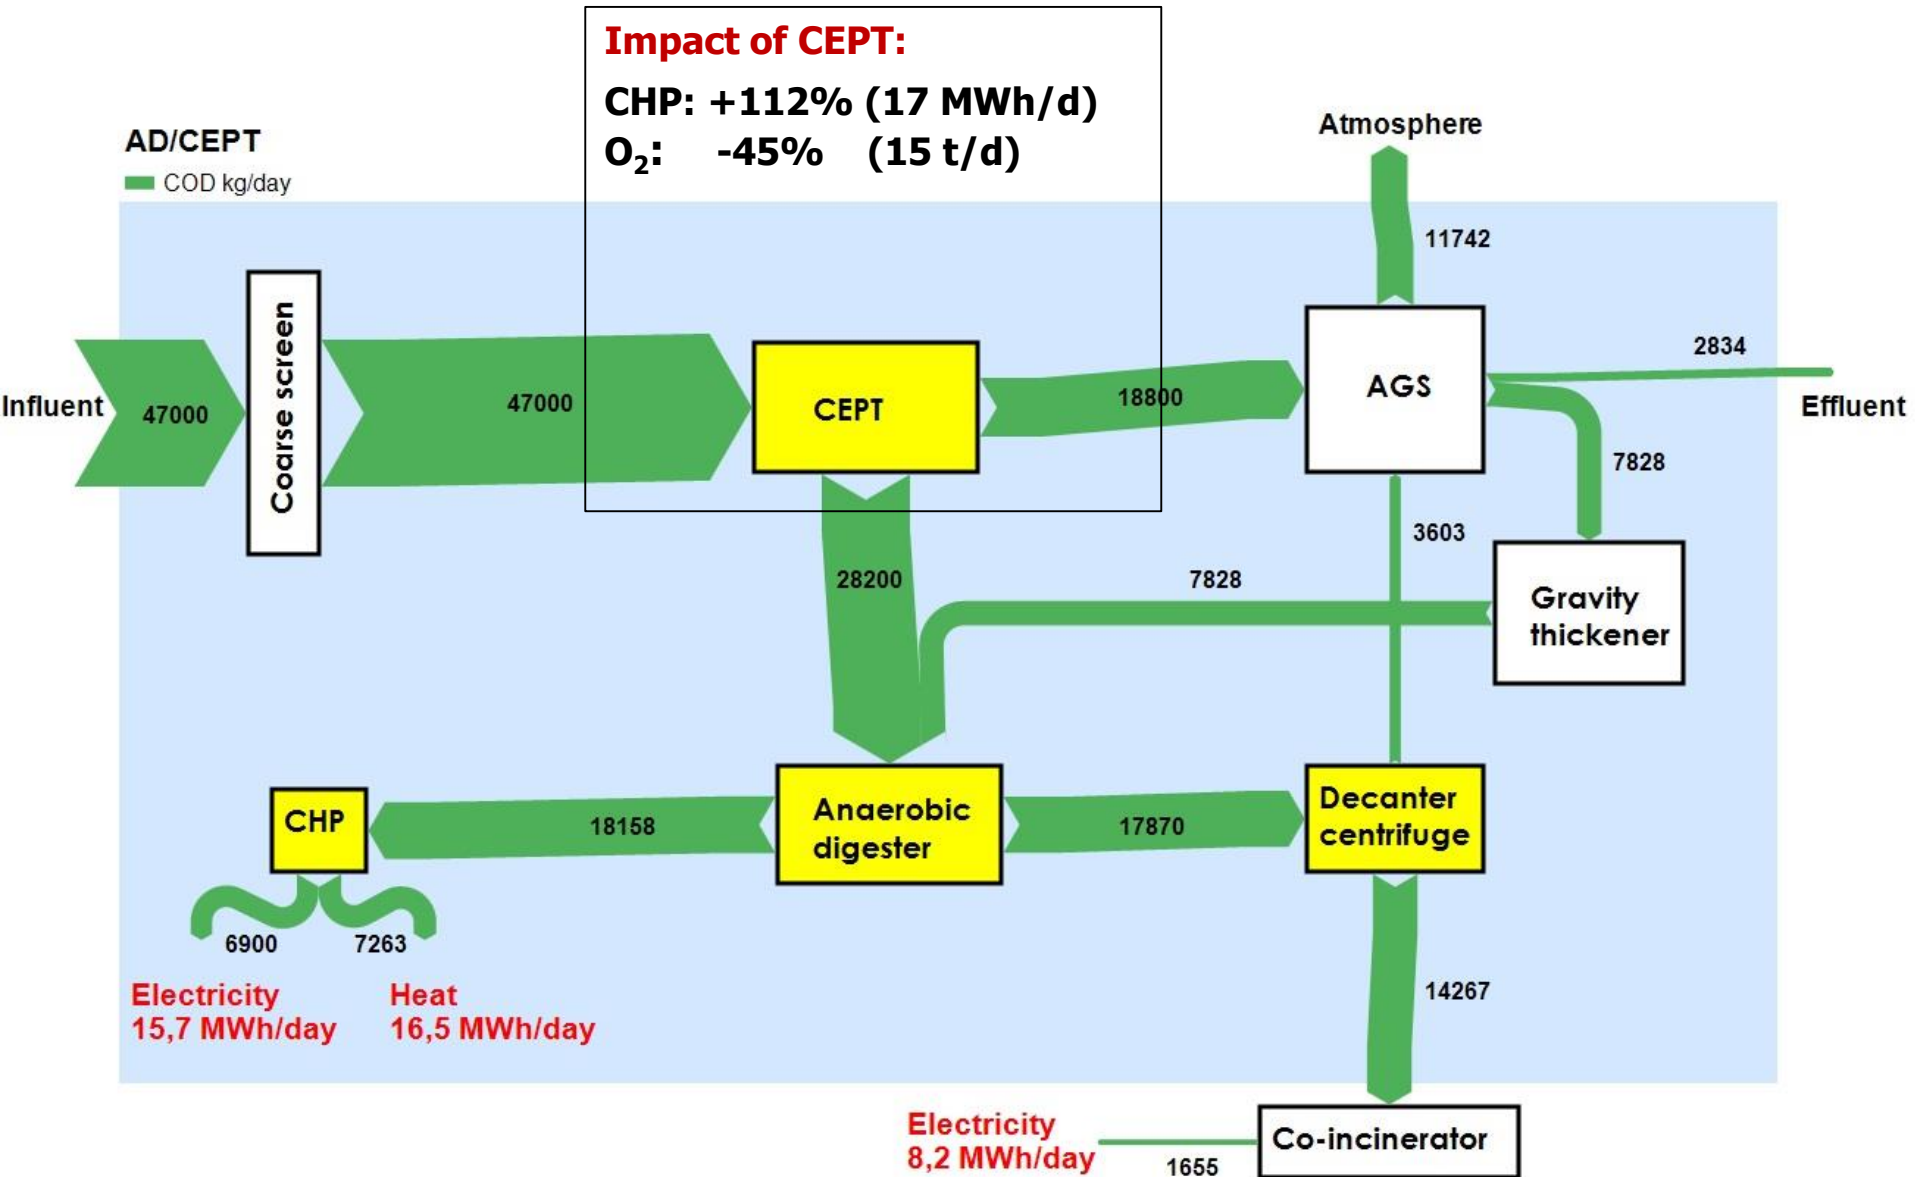 Impact of CEPT:
CHP: +112% (17 MWh/d)
O₂: -45% (15 t/d)
AD/CEPT
COD kg/day
Atmosphere
11742
Influent
47000
Coarse screen
47000
CEPT
18800
AGS
2834
Effluent
7828
3603
28200
7828
Gravity
thickener
CHP
18158
Anaerobic
digester
17870
Decanter
centrifuge
6900
7263
Electricity
15,7 MWh/day
Heat
16,5 MWh/day
14267
Electricity
8,2 MWh/day
1655
Co-incinerator